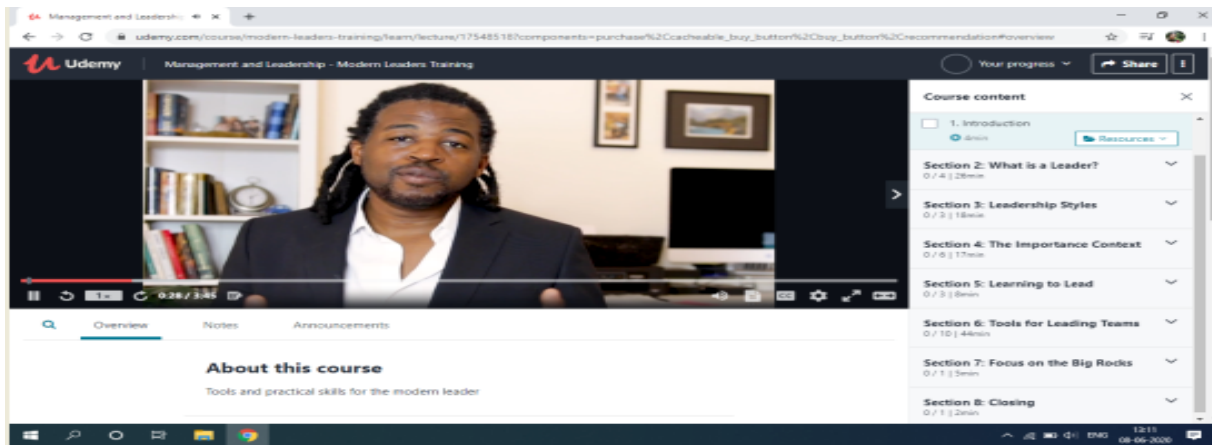 Management and Leadership
udemy.com/course/modern-leaders-training/learn/lecture/17548518?components=purchase%2Ccacheable_buy_button%2Cbuy_button%2Crecommendation#overview
Udemy
Management and Leadership - Modern Leaders Training
Your progress
Share
Course content
1. Introduction
4min
Resources
Section 2: What is a Leader?
0 / 4 | 26min
Section 3: Leadership Styles
0 / 3 | 18min
Section 4: The Importance Context
0 / 6 | 17min
Section 5: Learning to Lead
0 / 3 | 8min
Section 6: Tools for Leading Teams
0 / 10 | 44min
Section 7: Focus on the Big Rocks
0 / 1 | 5min
Section 8: Closing
0 / 1 | 2min
1x
0:28 / 3:45
CC
Overview
Notes
Announcements
About this course
Tools and practical skills for the modern leader
ENG
12:11
08-06-2020